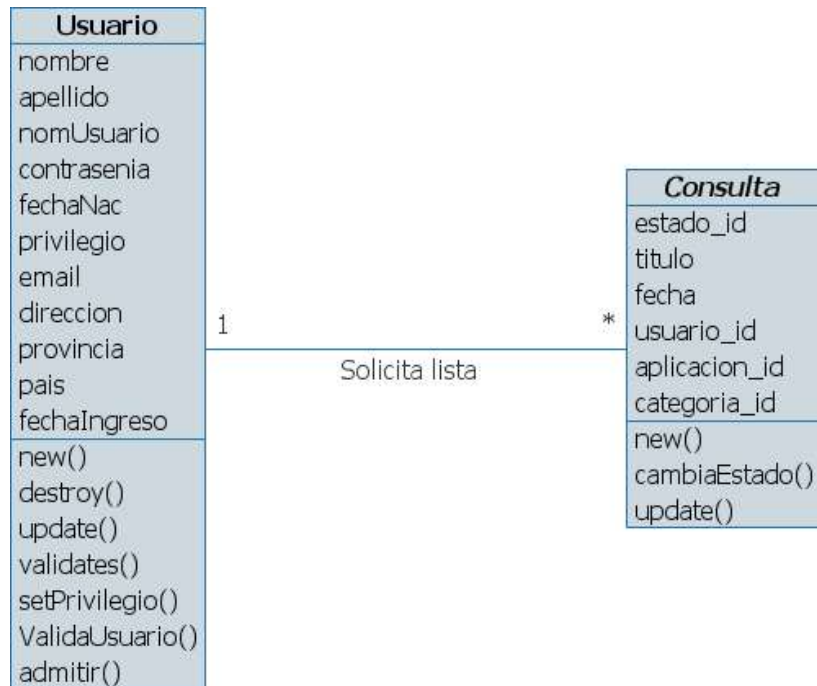 Usuario
nombre
apellido
nomUsuario
contrasenia
fechaNac
privilegio
email
direccion
provincia
pais
fechaIngreso
new()
destroy()
update()
validates()
setPrivilegio()
ValidaUsuario()
admitir()
1
*
Solicita lista
Consulta
estado_id
titulo
fecha
usuario_id
aplicacion_id
categoria_id
new()
cambiaEstado()
update()